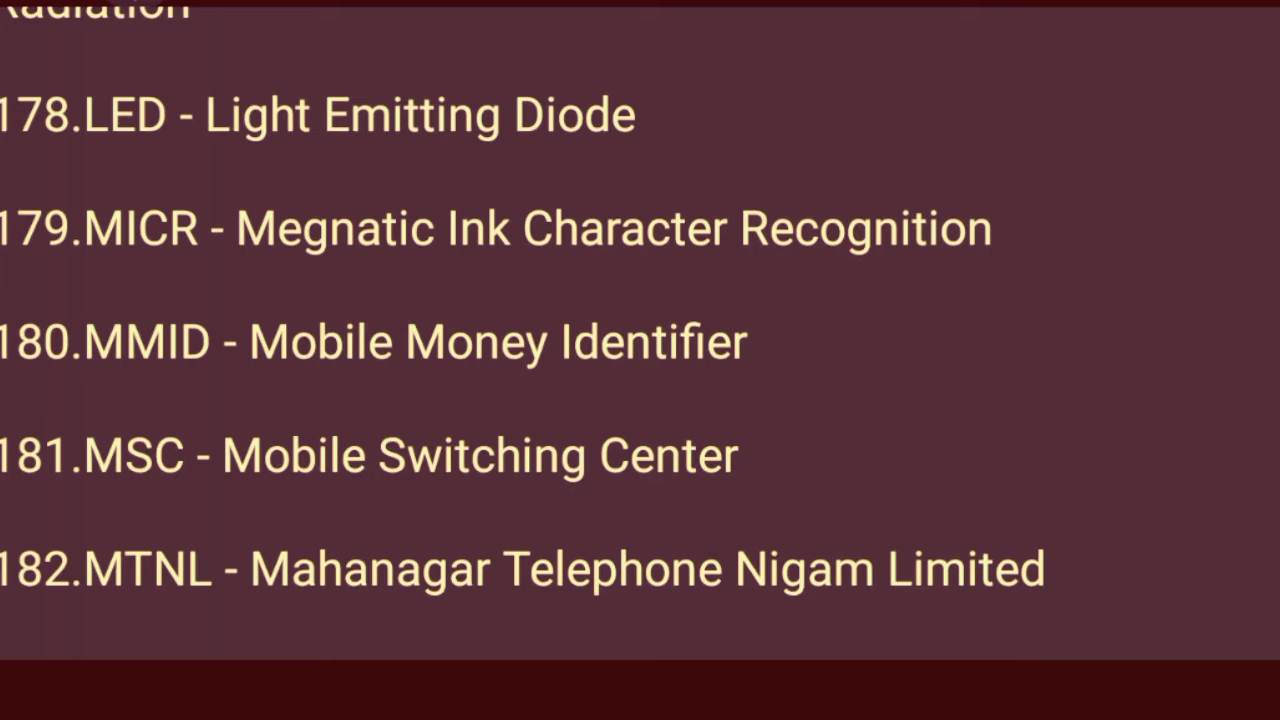 Radiation
178.LED - Light Emitting Diode
179.MICR - Megnatic Ink Character Recognition
180.MMID - Mobile Money Identifier
181.MSC - Mobile Switching Center
182.MTNL - Mahanagar Telephone Nigam Limited